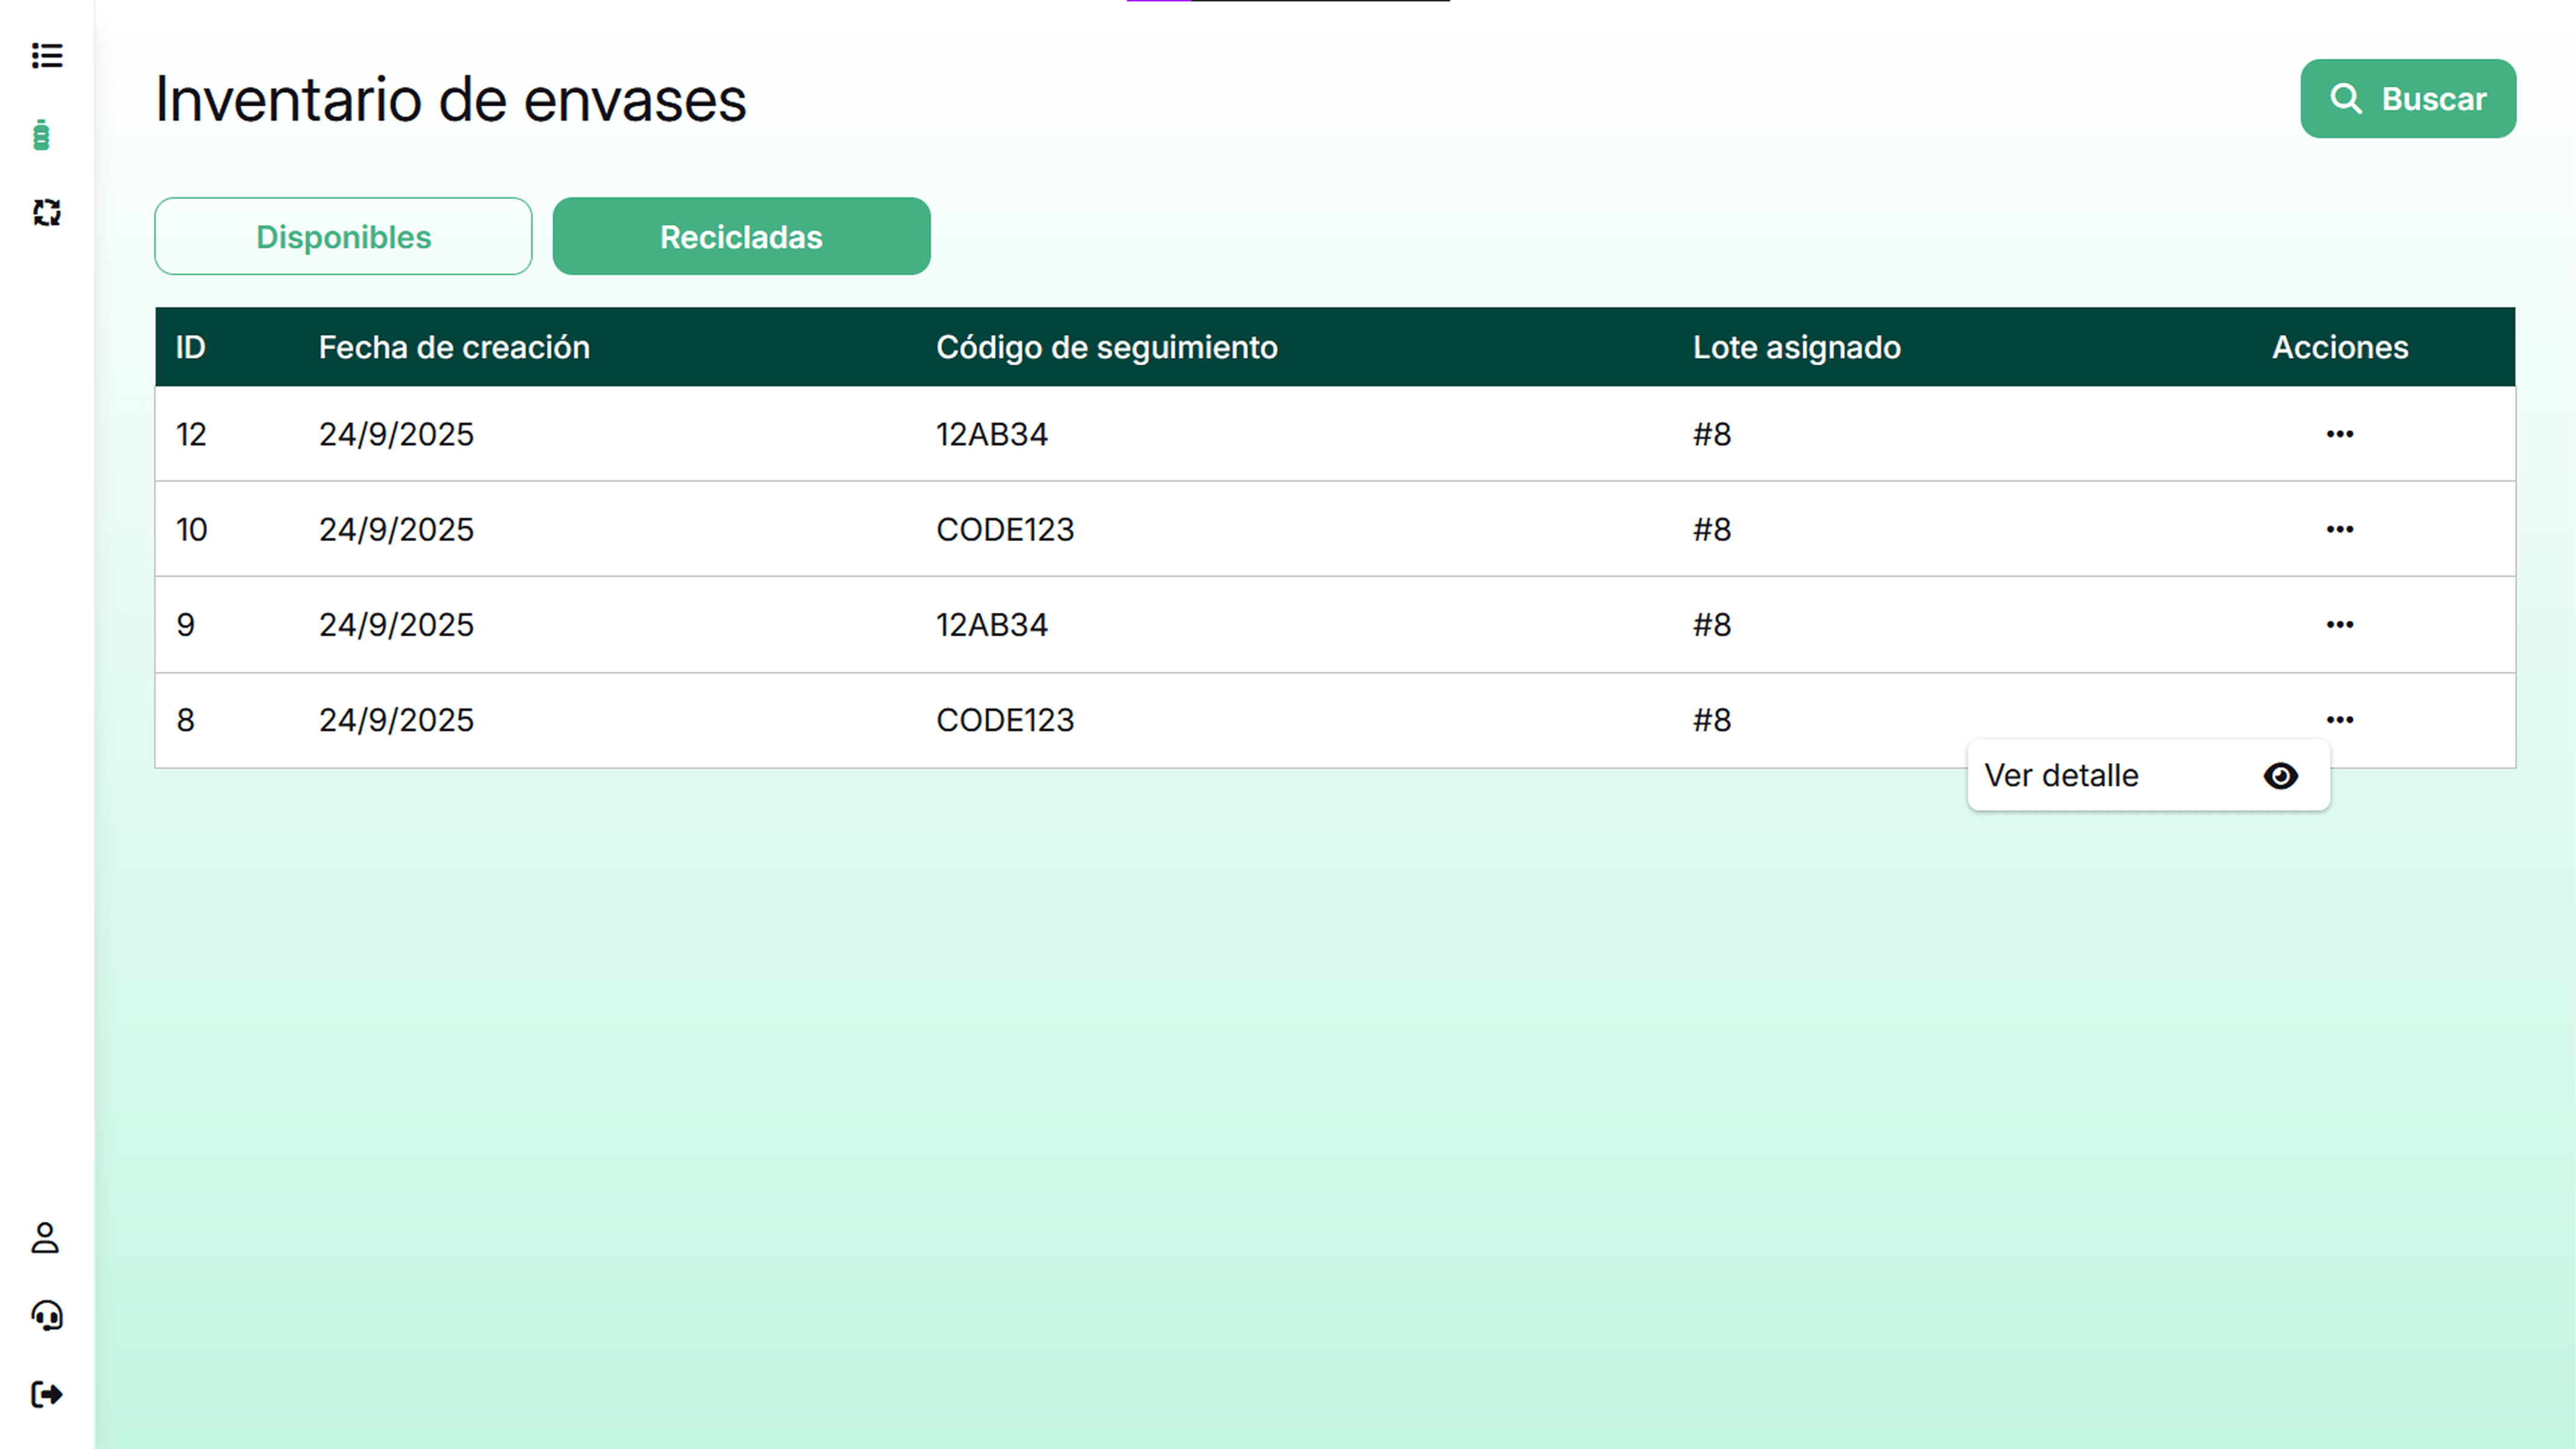 Inventario de envases
Buscar
Disponibles Recicladas
ID Fecha de creación Código de seguimiento Lote asignado Acciones
12 24/9/2025 12AB34 #8
10 24/9/2025 CODE123 #8
9 24/9/2025 12AB34 #8
8 24/9/2025 CODE123 #8
Ver detalle